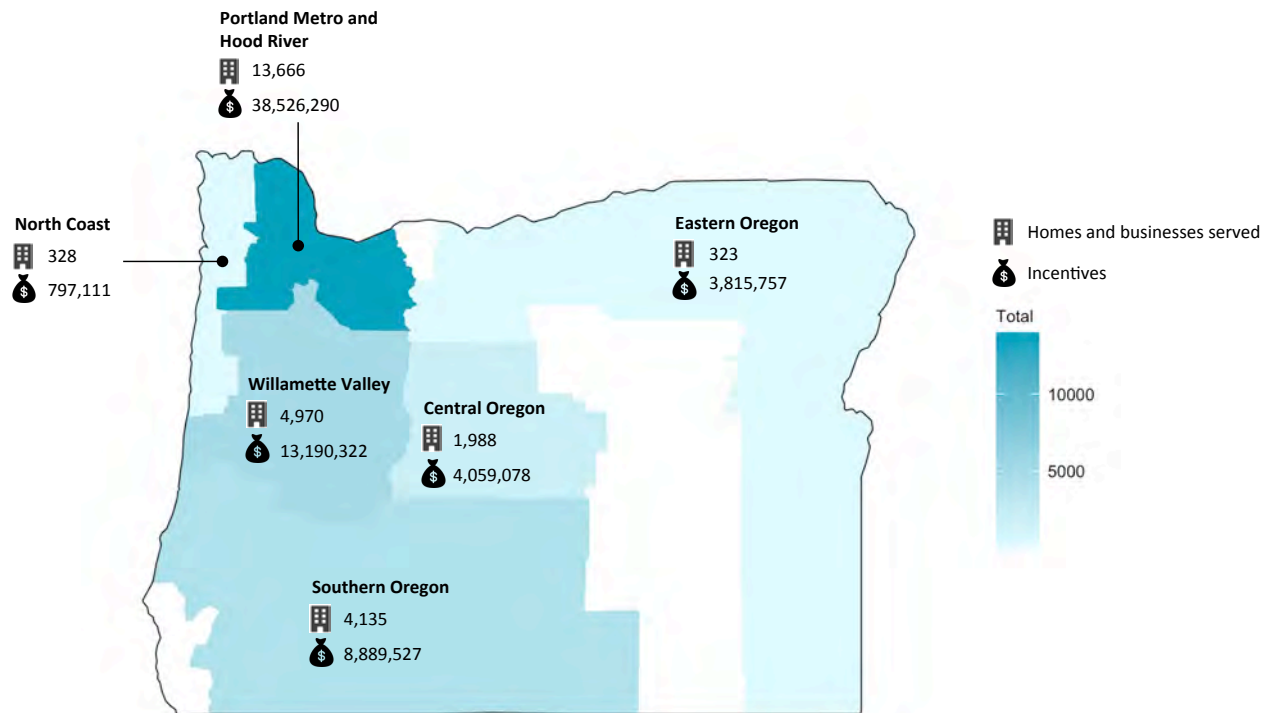 Portland Metro and
Hood River
13,666
$ 38,526,290
North Coast
328
$ 797,111
Eastern Oregon
323
$ 3,815,757
Willamette Valley
4,970
$ 13,190,322
Central Oregon
1,988
$ 4,059,078
Southern Oregon
4,135
$ 8,889,527
Homes and businesses served
$ Incentives
Total
10000
5000